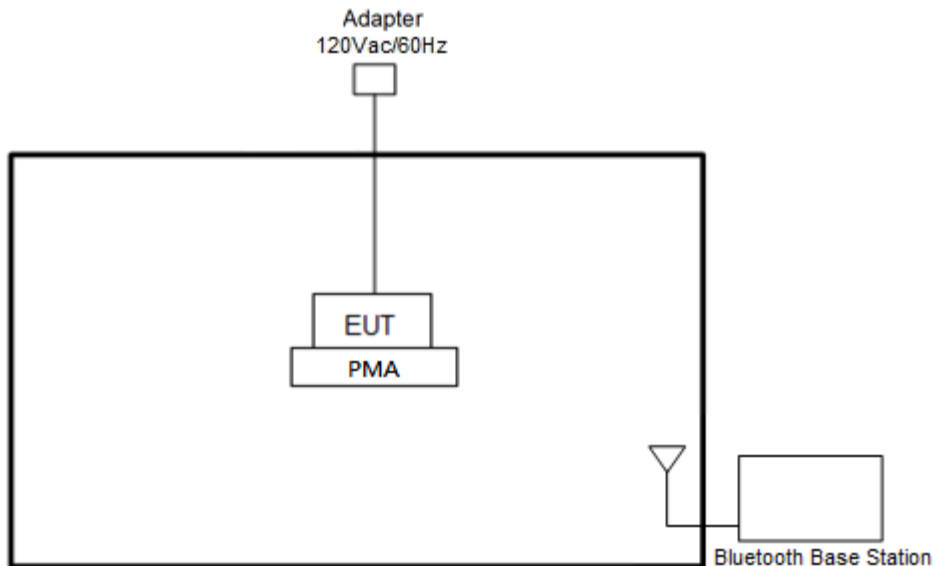 Adapter
120Vac/60Hz
EUT
PMA
Bluetooth Base Station